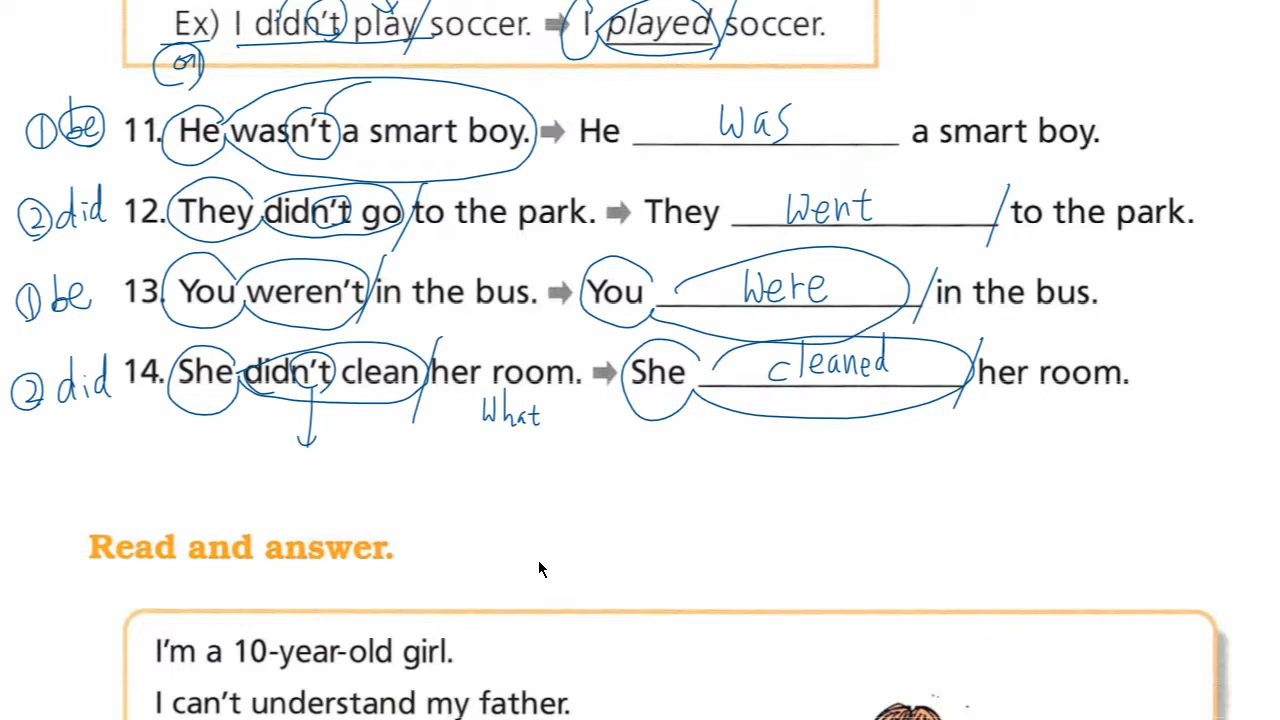 Ex) I didn't play soccer. ➡ I played soccer.
① be 11. He wasn't a smart boy. ➡ He was a smart boy.
② did 12. They didn't go to the park. ➡ They went to the park.
① be 13. You weren't in the bus. ➡ You were in the bus.
② did 14. She didn't clean her room. ➡ She cleaned her room.
What
Read and answer.
I'm a 10-year-old girl.
I can't understand my father.